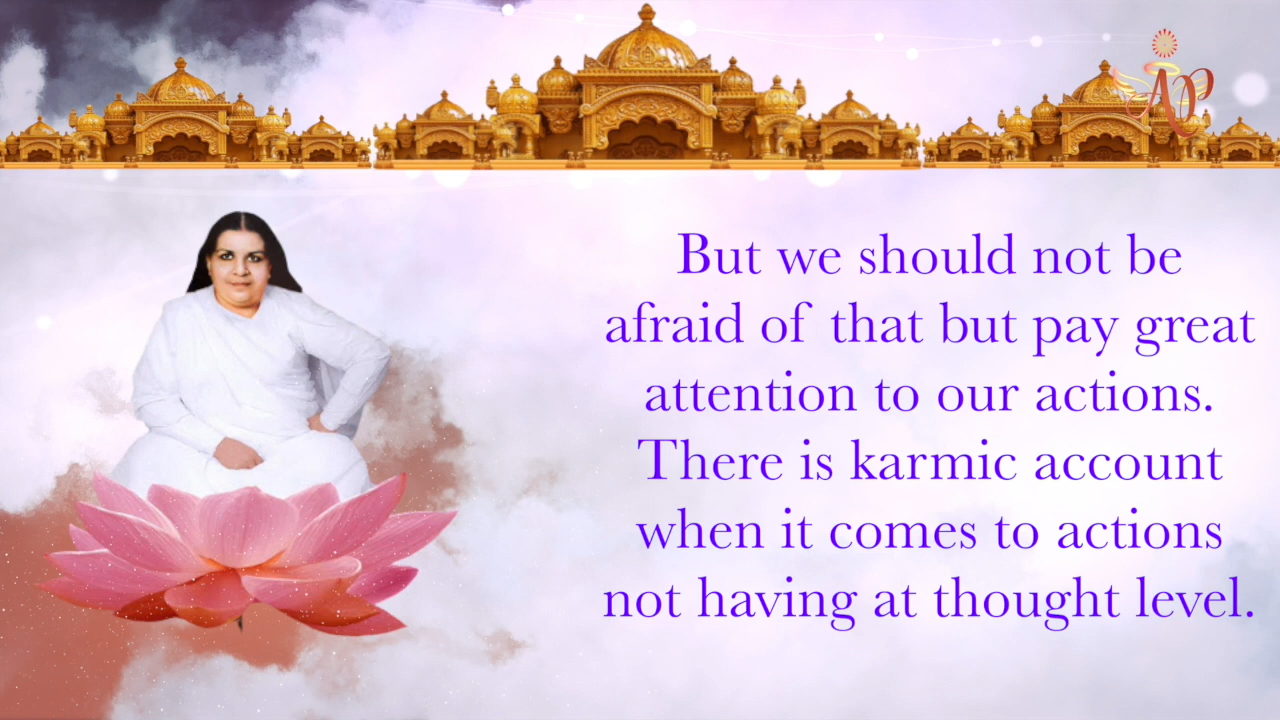 AP
But we should not be
afraid of that but pay great
attention to our actions.
There is karmic account
when it comes to actions
not having at thought level.